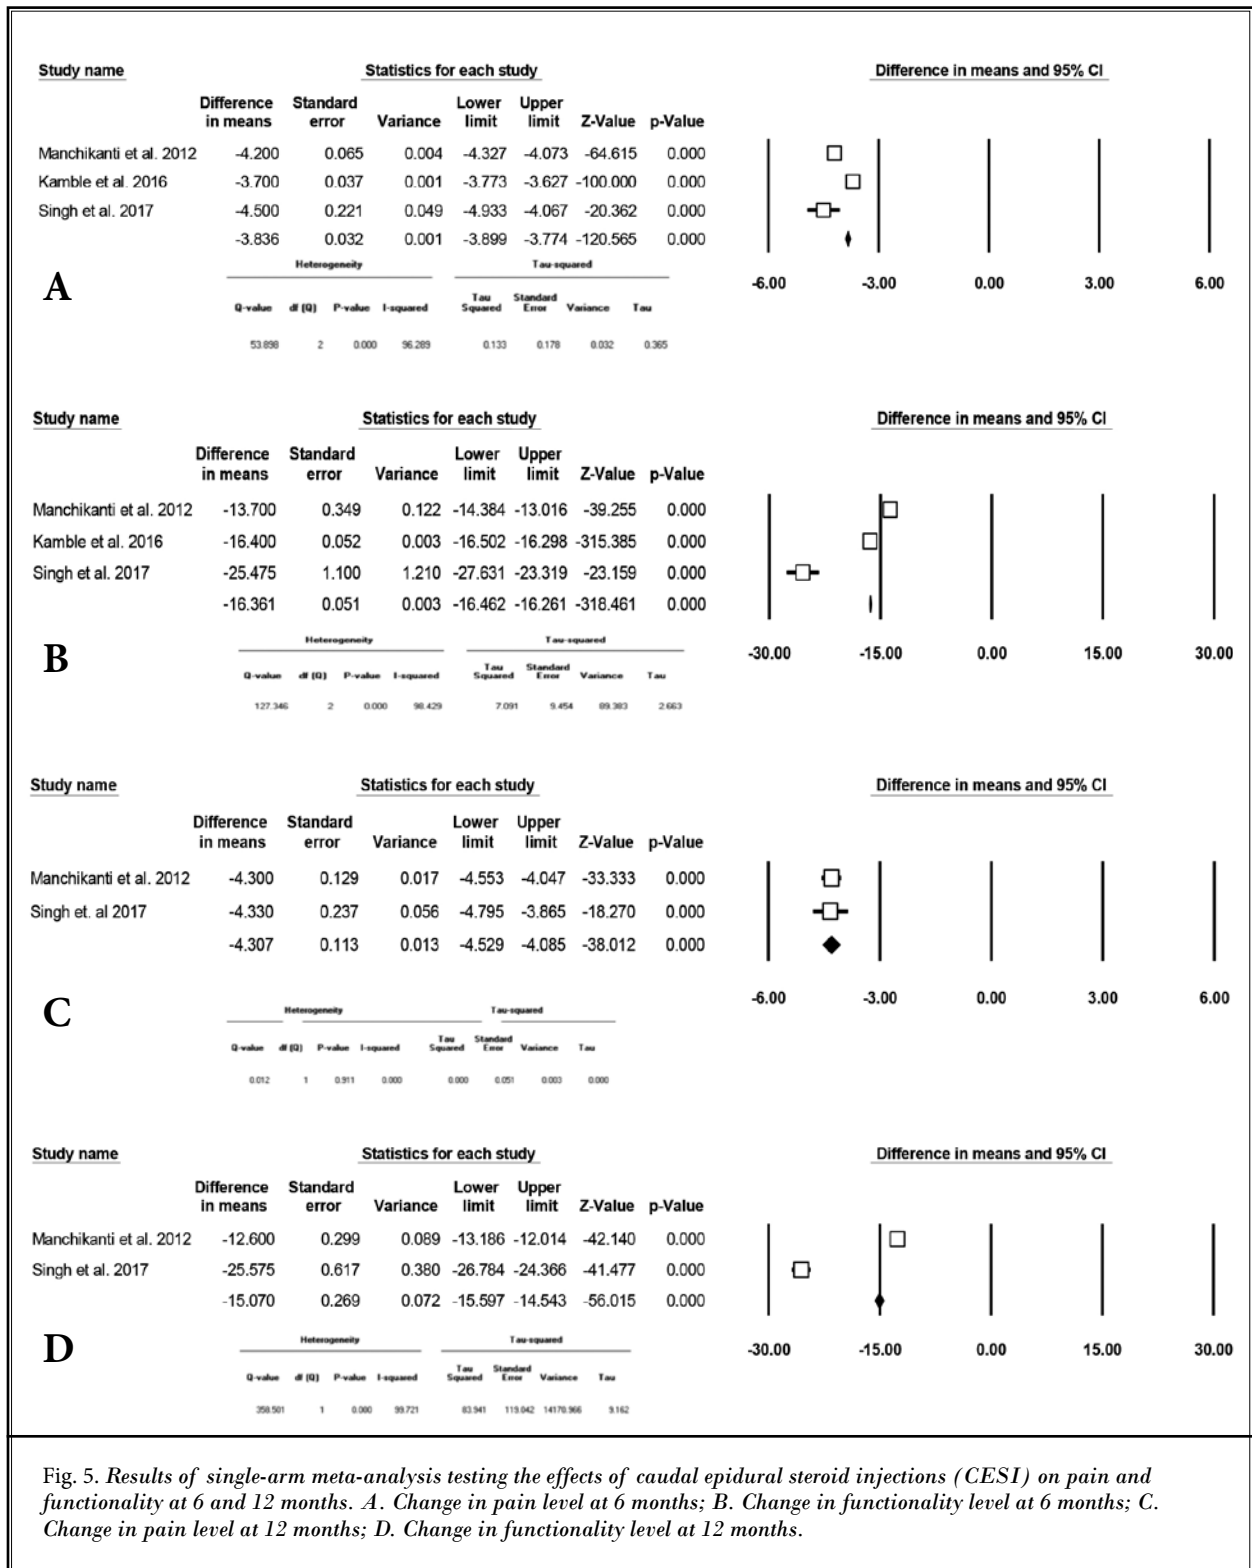 Study name Statistics for each study Difference in means and 95% CI
Difference in means Standard error Variance Lower limit Upper limit Z-Value p-Value
Manchikanti et al. 2012 -4.200 0.065 0.004 -4.327 -4.073 -64.615 0.000
Kamble et al. 2016 -3.700 0.037 0.001 -3.773 -3.627 -100.000 0.000
Singh et al. 2017 -4.500 0.221 0.049 -4.933 -4.067 -20.362 0.000
-3.836 0.032 0.001 -3.899 -3.774 -120.565 0.000
-6.00 -3.00 0.00 3.00 6.00
Heterogeneity Tau-squared
A
Q-value df (Q) P-value I-squared Tau Squared Standard Error Variance Tau
53.898 2 0.000 96.289 0.133 0.178 0.032 0.365
Study name Statistics for each study Difference in means and 95% CI
Difference in means Standard error Variance Lower limit Upper limit Z-Value p-Value
Manchikanti et al. 2012 -13.700 0.349 0.122 -14.384 -13.016 -39.255 0.000
Kamble et al. 2016 -16.400 0.052 0.003 -16.502 -16.298 -315.385 0.000
Singh et al. 2017 -25.475 1.100 1.210 -27.631 -23.319 -23.159 0.000
-16.361 0.051 0.003 -16.462 -16.261 -318.461 0.000
-30.00 -15.00 0.00 15.00 30.00
Heterogeneity Tau-squared
B
Q-value df (Q) P-value I-squared Tau Squared Standard Error Variance Tau
127.346 2 0.000 98.429 7.091 9.454 89.383 2.663
Study name Statistics for each study Difference in means and 95% CI
Difference in means Standard error Variance Lower limit Upper limit Z-Value p-Value
Manchikanti et al. 2012 -4.300 0.129 0.017 -4.553 -4.047 -33.333 0.000
Singh et. al 2017 -4.330 0.237 0.056 -4.795 -3.865 -18.270 0.000
-4.307 0.113 0.013 -4.529 -4.085 -38.012 0.000
-6.00 -3.00 0.00 3.00 6.00
C
Heterogeneity Tau-squared
Q-value df (Q) P-value I-squared Tau Squared Standard Error Variance Tau
0.012 1 0.911 0.000 0.000 0.051 0.003 0.000
Study name Statistics for each study Difference in means and 95% CI
Difference in means Standard error Variance Lower limit Upper limit Z-Value p-Value
Manchikanti et al. 2012 -12.600 0.299 0.089 -13.186 -12.014 -42.140 0.000
Singh et al. 2017 -25.575 0.617 0.380 -26.784 -24.366 -41.477 0.000
-15.070 0.269 0.072 -15.597 -14.543 -56.015 0.000
-30.00 -15.00 0.00 15.00 30.00
Heterogeneity Tau-squared
D
Q-value df (Q) P-value I-squared Tau Squared Standard Error Variance Tau
358.501 1 0.000 99.721 83.941 119.042 14170.966 9.162
Fig. 5. Results of single-arm meta-analysis testing the effects of caudal epidural steroid injections (CESI) on pain and
functionality at 6 and 12 months. A. Change in pain level at 6 months; B. Change in functionality level at 6 months; C.
Change in pain level at 12 months; D. Change in functionality level at 12 months.